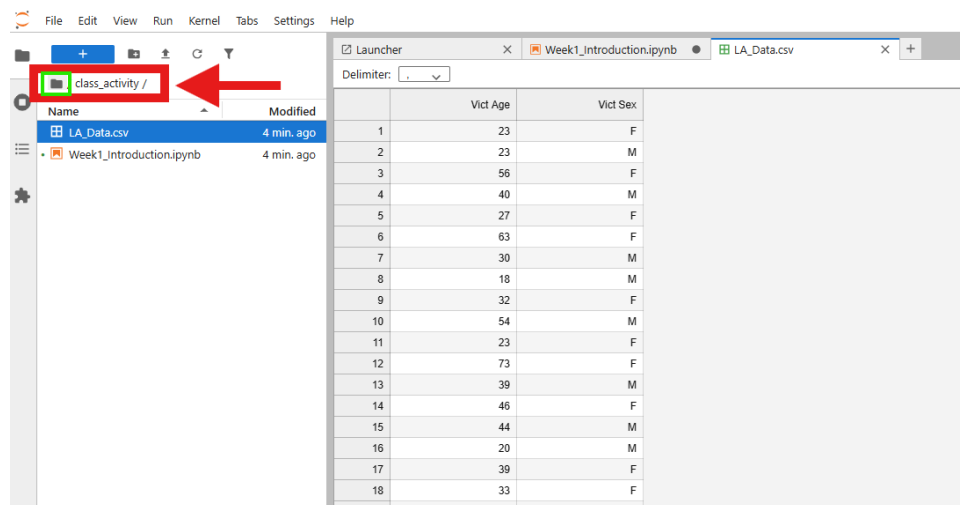 File Edit View Run Kernel Tabs Settings Help
+
class_activity /
Name Modified
LA_Data.csv 4 min. ago
Week1_Introduction.ipynb 4 min. ago
Launcher × Week1_Introduction.ipynb LA_Data.csv × +
Delimiter: ,
Vict Age Vict Sex
1 23 F
2 23 M
3 56 F
4 40 M
5 27 F
6 63 F
7 30 M
8 18 M
9 32 F
10 54 M
11 23 F
12 73 F
13 39 M
14 46 F
15 44 M
16 20 M
17 39 F
18 33 F